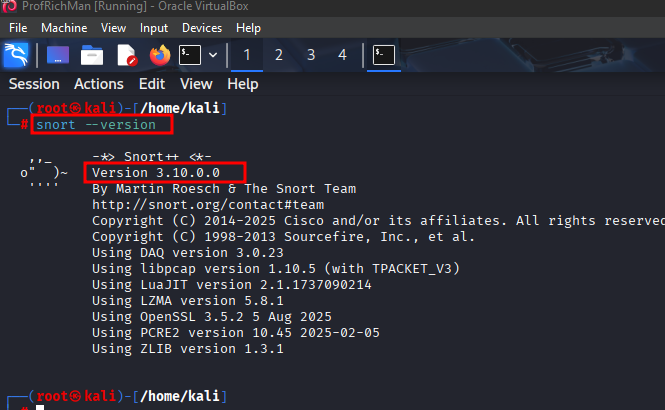 ProfRichMan [Running] - Oracle VirtualBox
File Machine View Input Devices Help
1 2 3 4
Session Actions Edit View Help
┌──(root㉿kali)-[/home/kali]
└─# snort --version
,,_ -*> Snort++ <*-
o" )~ Version 3.10.0.0
'''' By Martin Roesch & The Snort Team
http://snort.org/contact#team
Copyright (C) 2014-2025 Cisco and/or its affiliates. All rights reserved
Copyright (C) 1998-2013 Sourcefire, Inc., et al.
Using DAQ version 3.0.23
Using libpcap version 1.10.5 (with TPACKET_V3)
Using LuaJIT version 2.1.1737090214
Using LZMA version 5.8.1
Using OpenSSL 3.5.2 5 Aug 2025
Using PCRE2 version 10.45 2025-02-05
Using ZLIB version 1.3.1
┌──(root㉿kali)-[/home/kali]
└─#